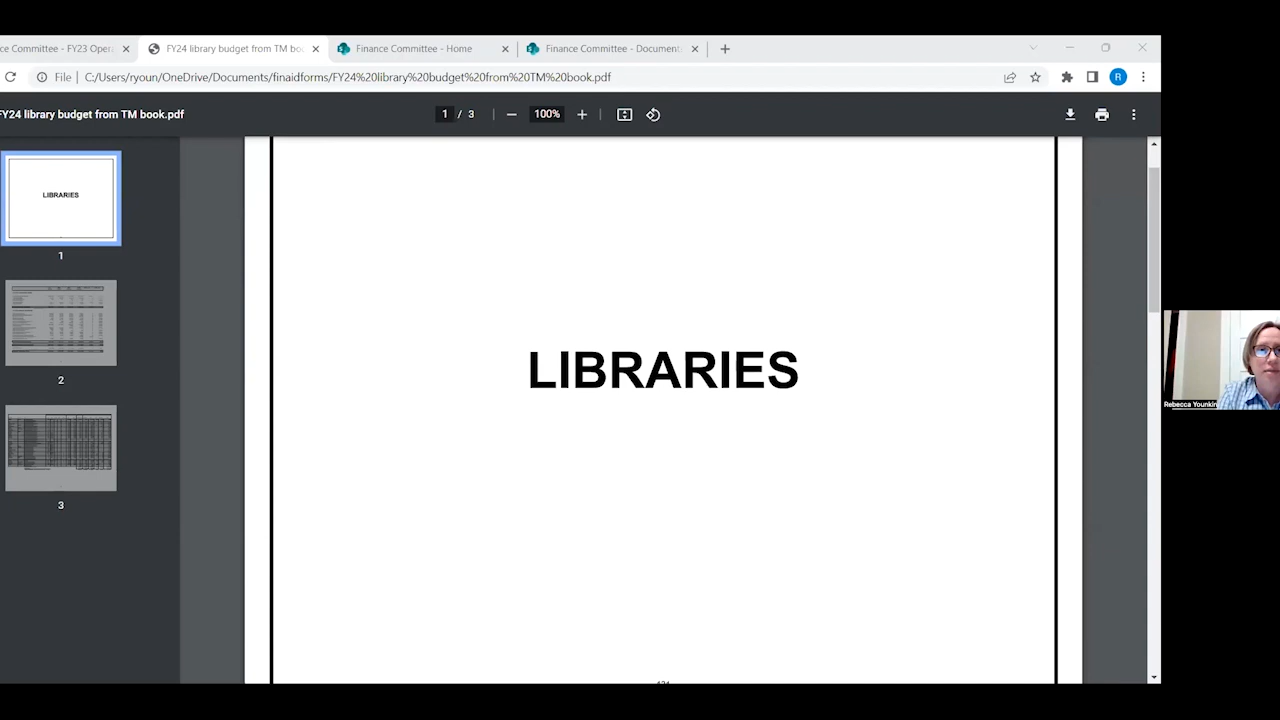 ce Committee - FY23 Opera
FY24 library budget from TM boo
Finance Committee - Home
Finance Committee - Document
File
C:/Users/ryoun/OneDrive/Documents/finaidforms/FY24%20library%20budget%20from%20TM%20book.pdf
R
FY24 library budget from TM book.pdf
1 / 3
100%
LIBRARIES
1
2
3
LIBRARIES
Rebecca Younkin